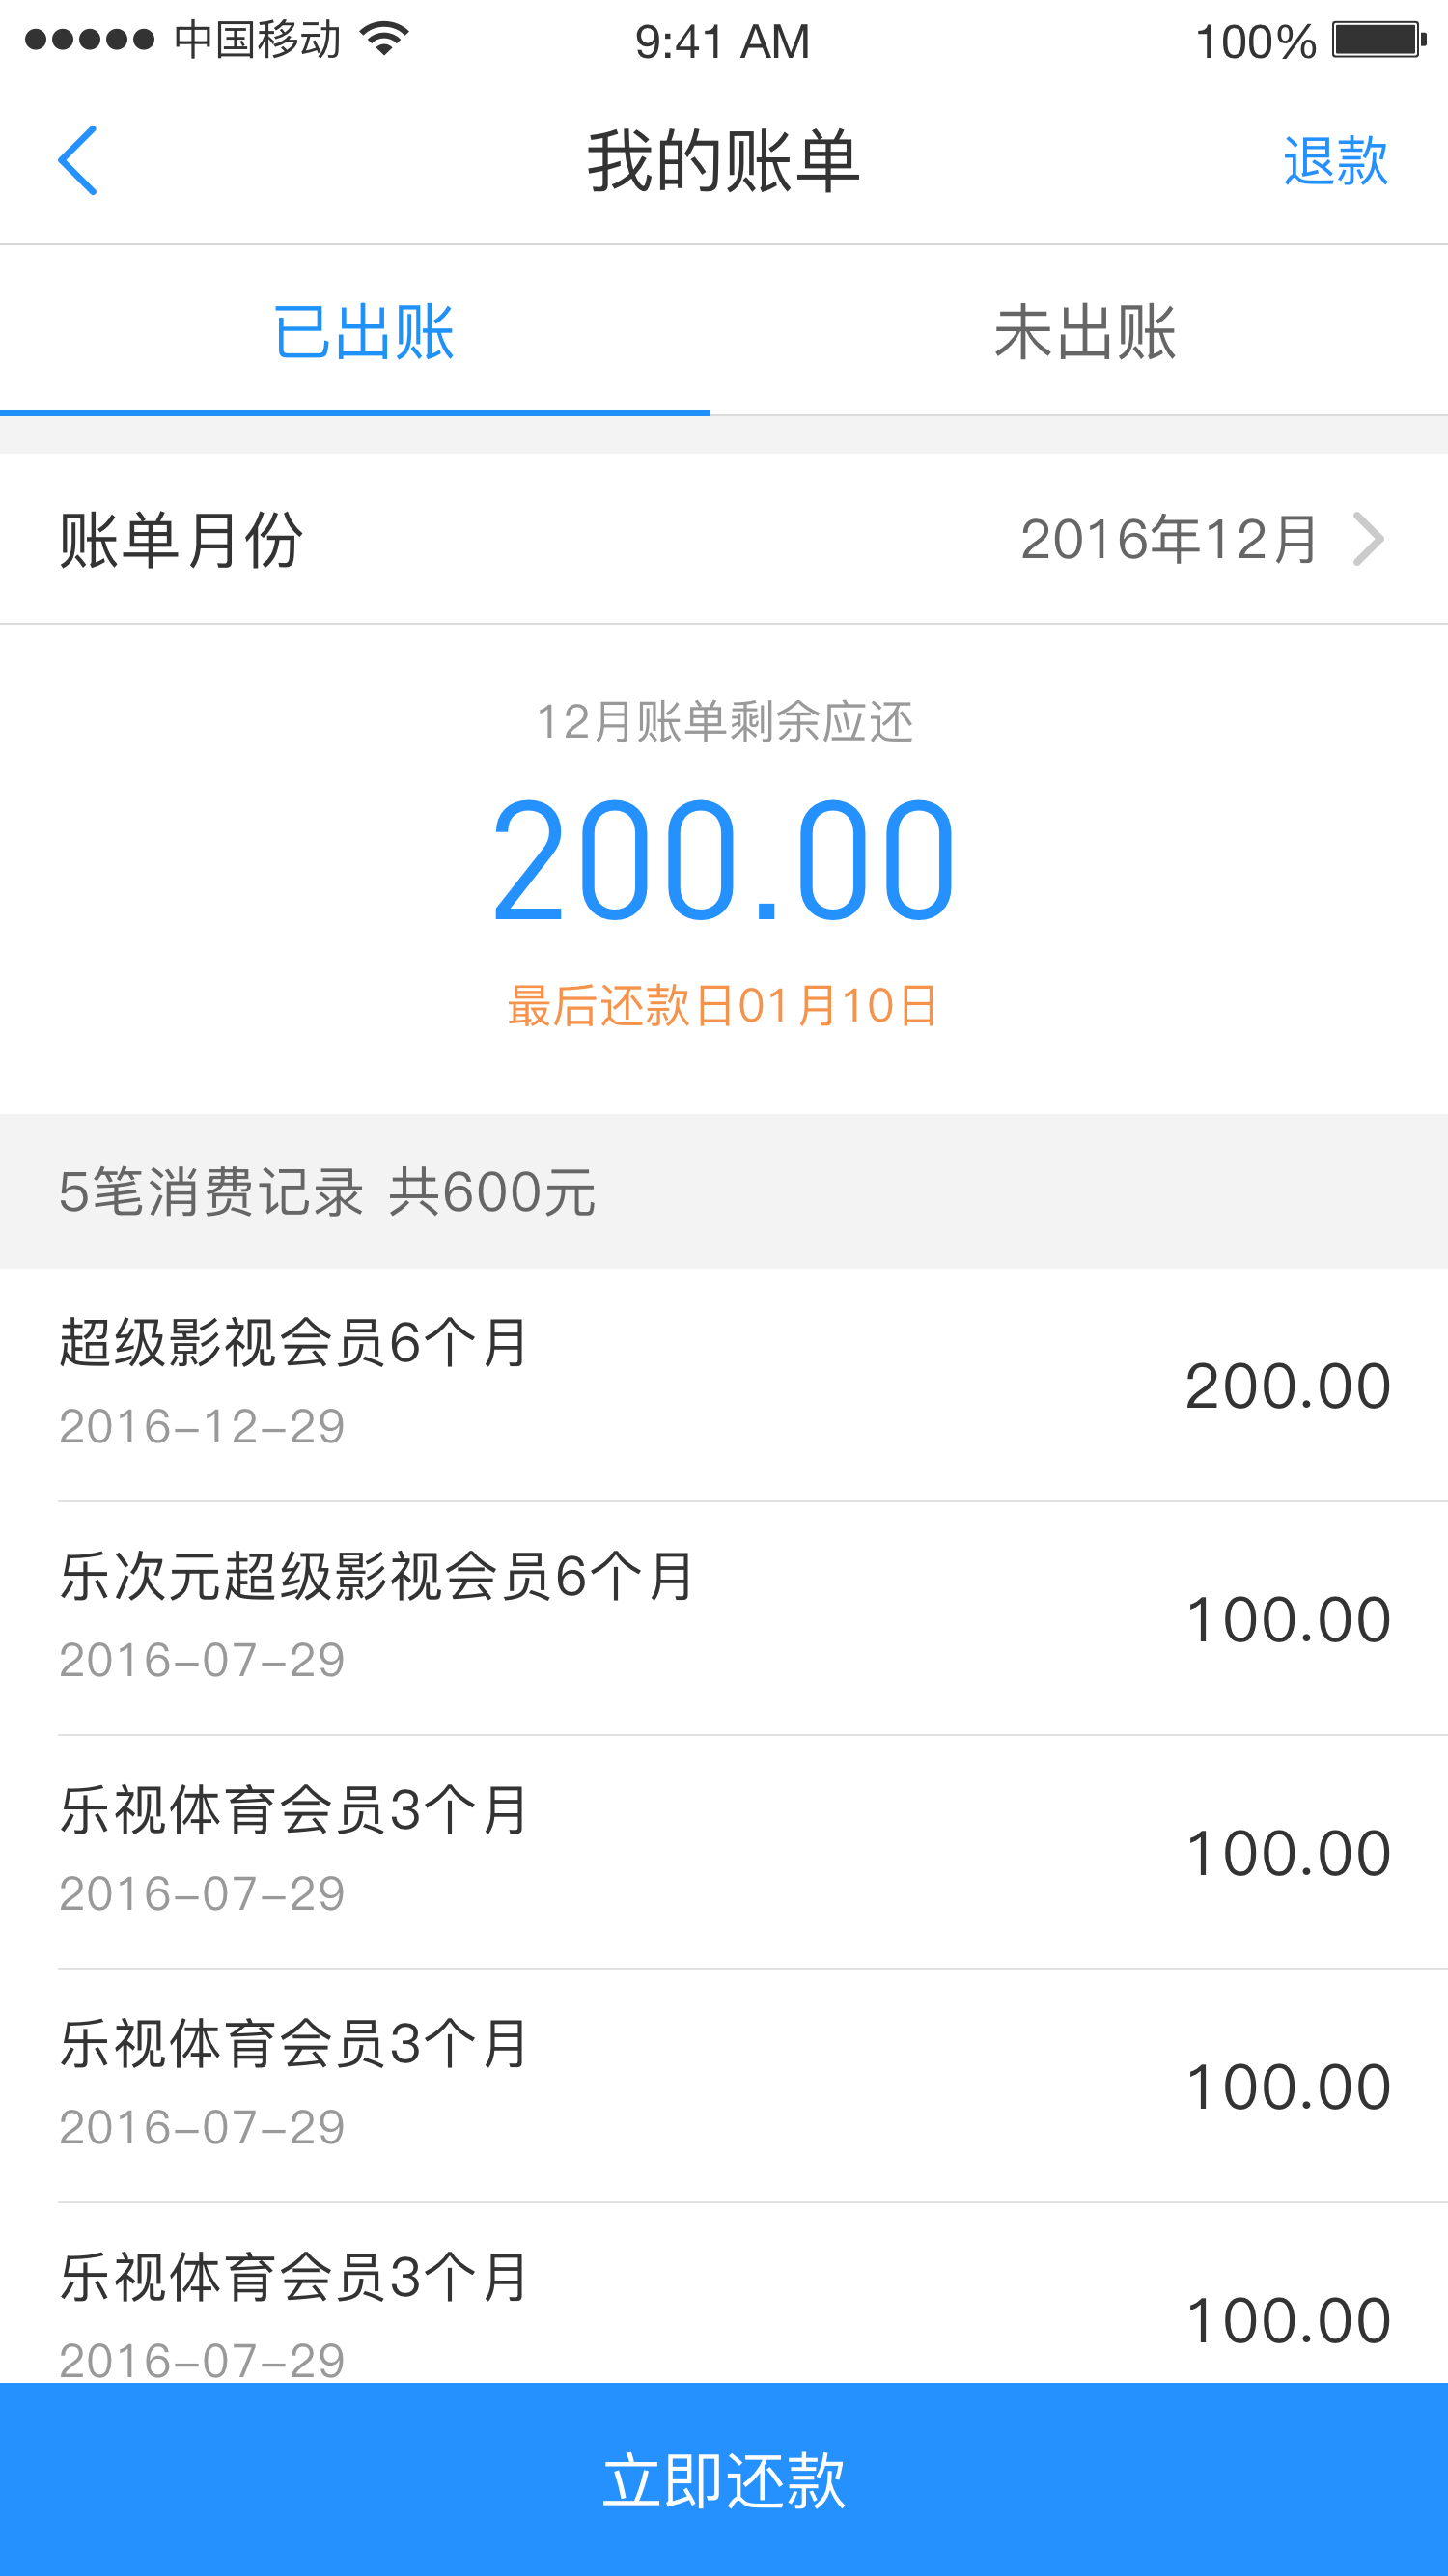 中国移动 9:41 AM 100%
我的账单 退款
已出账 未出账
账单月份 2016年12月
12月账单剩余应还
200.00
最后还款日01月10日
5笔消费记录 共600元
超级影视会员6个月
200.00
2016-12-29
乐次元超级影视会员6个月
100.00
2016-07-29
乐视体育会员3个月
100.00
2016-07-29
乐视体育会员3个月
100.00
2016-07-29
乐视体育会员3个月
100.00
2016-07-29
立即还款